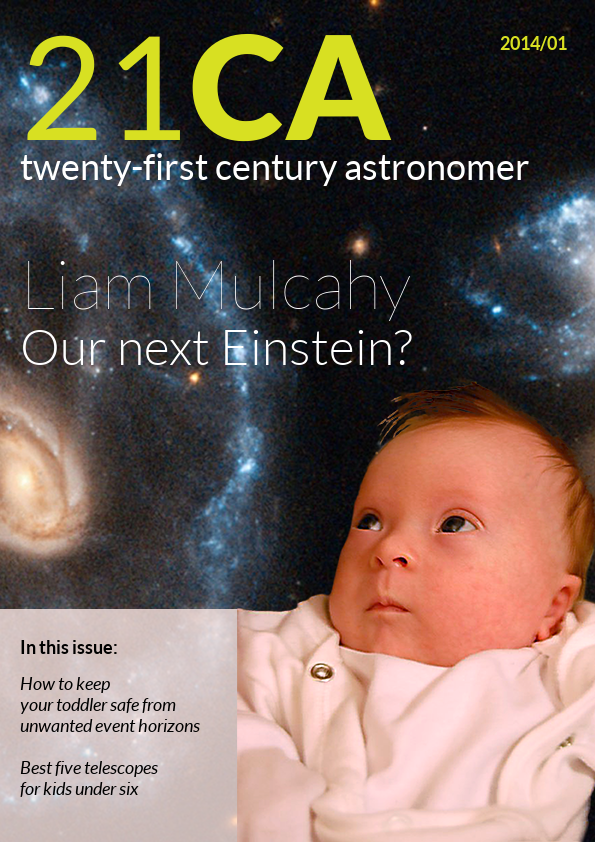 21CA
2014/01
twenty-first century astronomer
Liam Mulcahy
Our next Einstein?
In this issue:
How to keep
your toddler safe from
unwanted event horizons
Best five telescopes
for kids under six